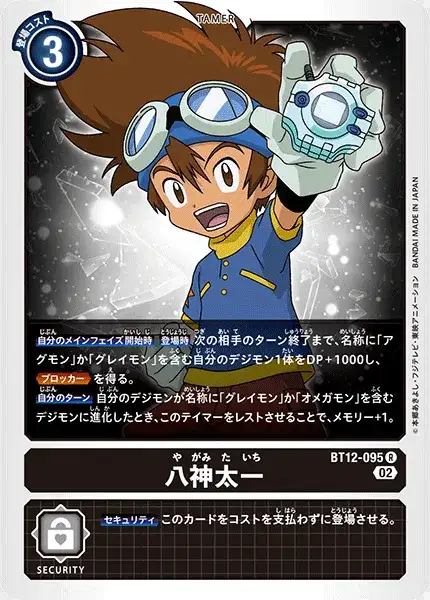 TAMER
登場コスト
3
自分のメインフェイズ開始時 登場時 次の相手のターン終了まで、名称に「ア
グモン」か「グレイモン」を含む自分のデジモン1体をDP+1000し、
ブロッカー を得る。
自分のターン 自分のデジモンが名称に「グレイモン」か「オメガモン」を含む
デジモンに進化したとき、このテイマーをレストさせることで、メモリー+1。
©本郷あきよし・フジテレビ・東映アニメーション BANDAI MADE IN JAPAN
BT12-095 R
02
やがみ たいち
八神太一
セキュリティ このカードをコストを支払わずに登場させる。
SECURITY